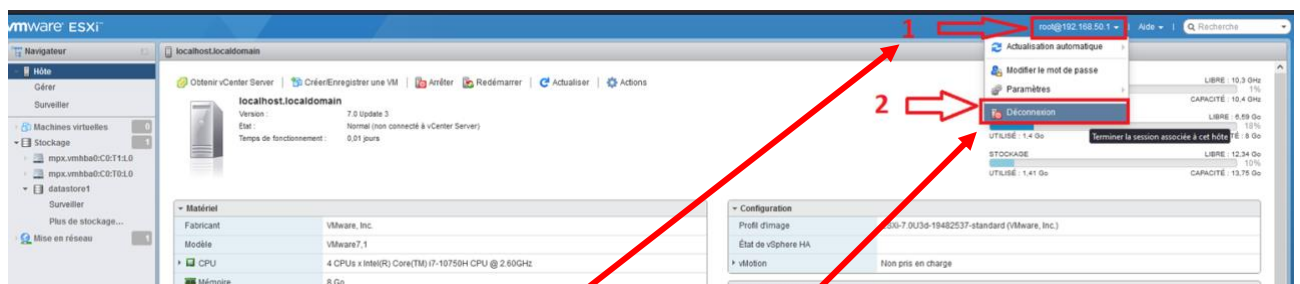 vmware ESXi
root@192.168.50.1 | Aide | Recherche
Navigateur
localhost.localdomain
Actualisation automatique
Hôte
Gérer
Surveiller
Machines virtuelles 0
Stockage 1
mpx.vmhba0:C0:T1:L0
mpx.vmhba0:C0:T0:L0
datastore1
Surveiller
Plus de stockage...
Mise en réseau 1
Obtenir vCenter Server | Créer/Enregistrer une VM | Arrêter Redémarrer | Actualiser | Actions
localhost.localdomain
Version : 7.0 Update 3
État : Normal (non connecté à vCenter Server)
Temps de fonctionnement : 0,01 jours
1
2
Modifier le mot de passe
Paramètres
Déconnexion
Terminer la session associée à cet hôte
LIBRE : 10,3 GHz
1%
CAPACITÉ : 10,4 GHz
LIBRE : 6,59 Go
18%
UTILISÉ : 1,4 Go TÉ : 8 Go
STOCKAGE LIBRE : 12,34 Go
10%
UTILISÉ : 1,41 Go CAPACITÉ : 13,75 Go
Matériel
Fabricant VMware, Inc.
Modèle VMware7,1
CPU 4 CPUs x Intel(R) Core(TM) i7-10750H CPU @ 2.60GHz
Mémoire 8 Go
Configuration
Profil d'image ESXi-7.0U3d-19482537-standard (VMware, Inc.)
État de vSphere HA
vMotion Non pris en charge